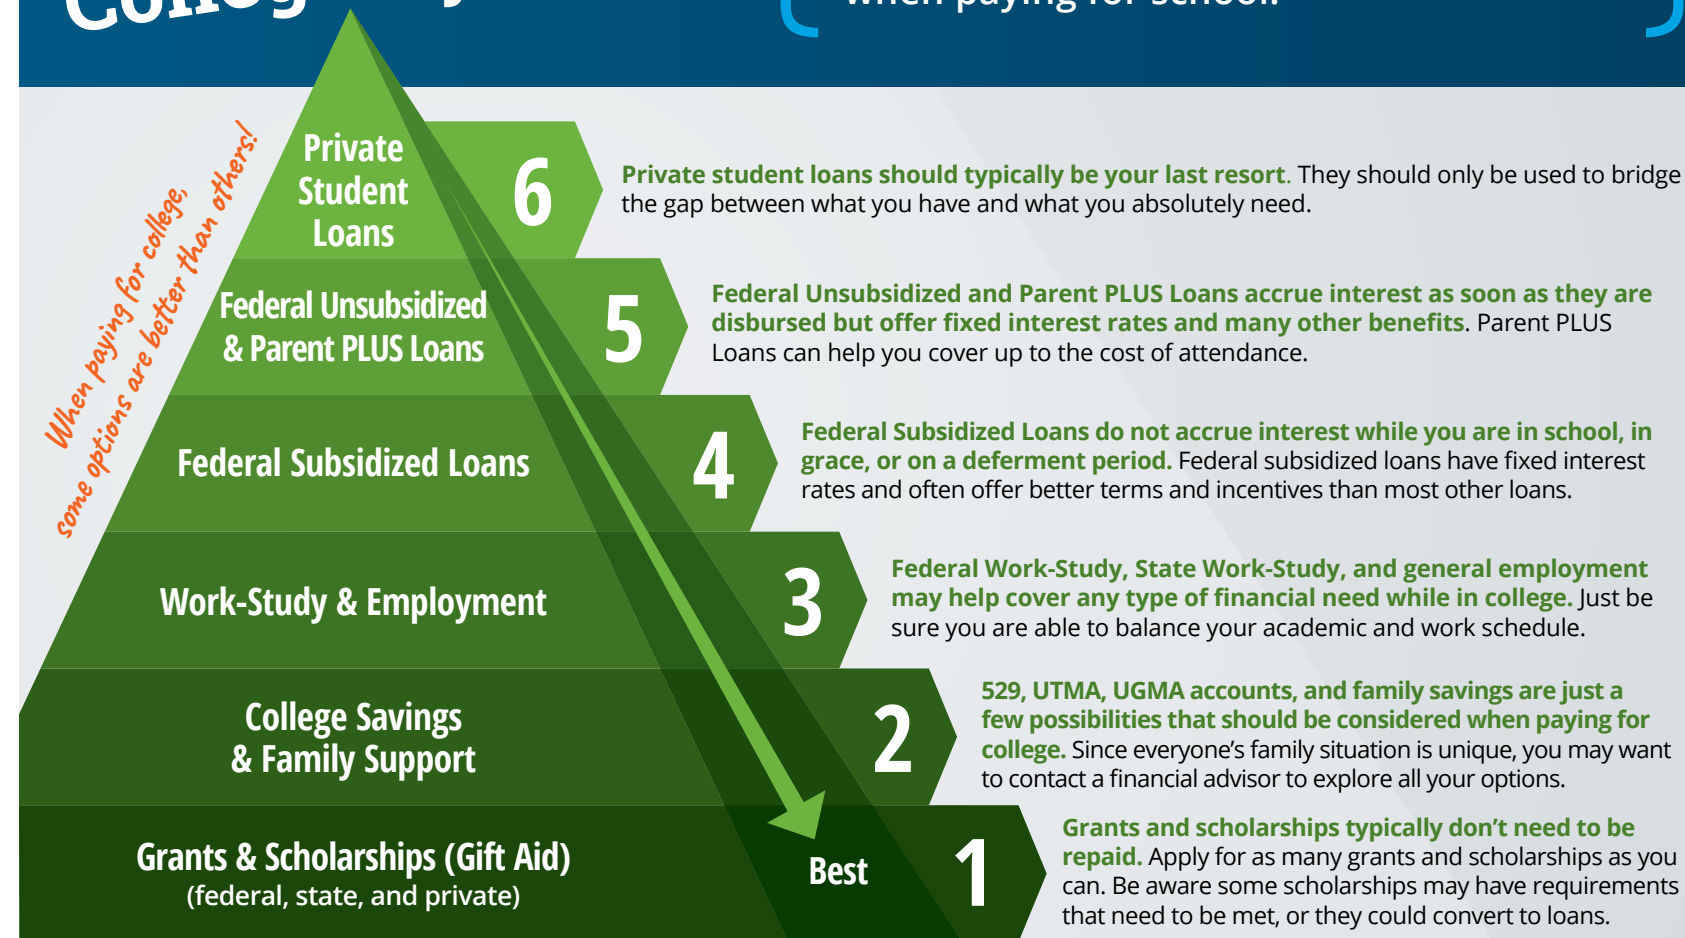 when paying for school.
When paying for college,
some options are better than others!
Private
Student
Loans
6
Private student loans should typically be your last resort. They should only be used to bridge
the gap between what you have and what you absolutely need.
Federal Unsubsidized
& Parent PLUS Loans
5
Federal Unsubsidized and Parent PLUS Loans accrue interest as soon as they are
disbursed but offer fixed interest rates and many other benefits. Parent PLUS
Loans can help you cover up to the cost of attendance.
Federal Subsidized Loans
4
Federal Subsidized Loans do not accrue interest while you are in school, in
grace, or on a deferment period. Federal subsidized loans have fixed interest
rates and often offer better terms and incentives than most other loans.
Work-Study & Employment
3
Federal Work-Study, State Work-Study, and general employment
may help cover any type of financial need while in college. Just be
sure you are able to balance your academic and work schedule.
College Savings
& Family Support
2
529, UTMA, UGMA accounts, and family savings are just a
few possibilities that should be considered when paying for
college. Since everyone’s family situation is unique, you may want
to contact a financial advisor to explore all your options.
Grants & Scholarships (Gift Aid)
(federal, state, and private)
Best
1
Grants and scholarships typically don’t need to be
repaid. Apply for as many grants and scholarships as you
can. Be aware some scholarships may have requirements
that need to be met, or they could convert to loans.